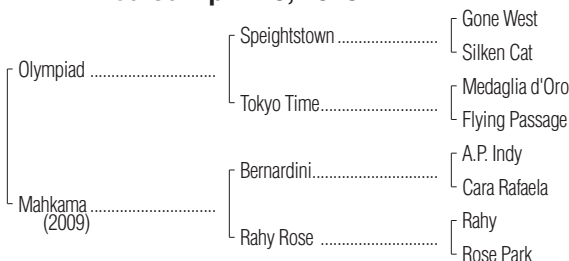 Gone West
Speightstown
Silken Cat
Olympiad
Medaglia d'Oro
Tokyo Time
Flying Passage
A.P. Indy
Bernardini
Cara Rafaela
Mahkama
(2009)
Rahy
Rahy Rose
Rose Park